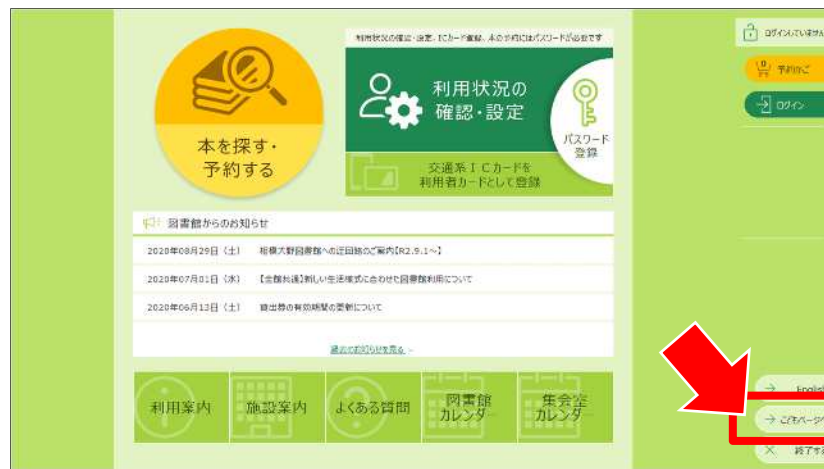 利用状況の確認・設定、ICカード登録、本の予約にはパスワードが必要です
本を探す・
予約する
利用状況の
確認・設定
パスワード
登録
交通系ICカードを
利用者カードとして登録
ログインしていません
0
予約かご
ログイン
図書館からのお知らせ
2020年08月29日（土） 相模大野図書館への迂回路のご案内【R2.9.1～】
2020年07月01日（水） 【全館共通】新しい生活様式に合わせた図書館利用について
2020年06月13日（土） 貸出券の有効期間の更新について
過去のお知らせを見る
利用案内
施設案内
よくある質問
図書館
カレンダー
集会室
カレンダー
English
こどもページへ
終了する